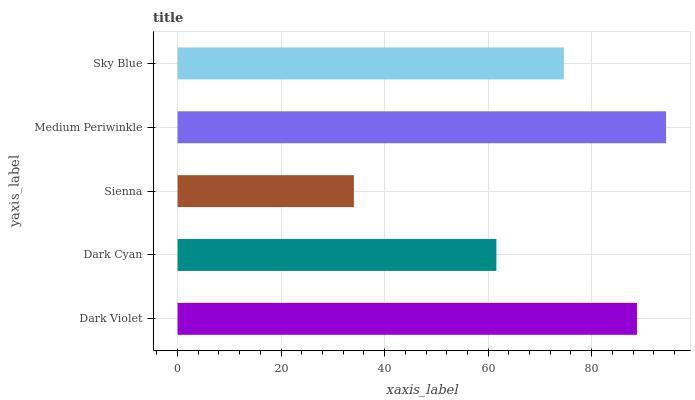 title
Sky Blue
Medium Periwinkle
Sienna
Dark Cyan
Dark Violet
yaxis_label
0 20 40 60 80
xaxis_label